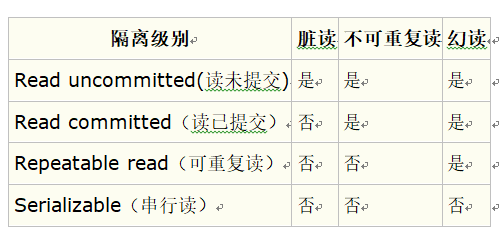 隔离级别 脏读 不可重复读 幻读
Read uncommitted(读未提交) 是 是 是
Read committed（读已提交） 否 是 是
Repeatable read（可重复读） 否 否 是
Serializable（串行读） 否 否 否